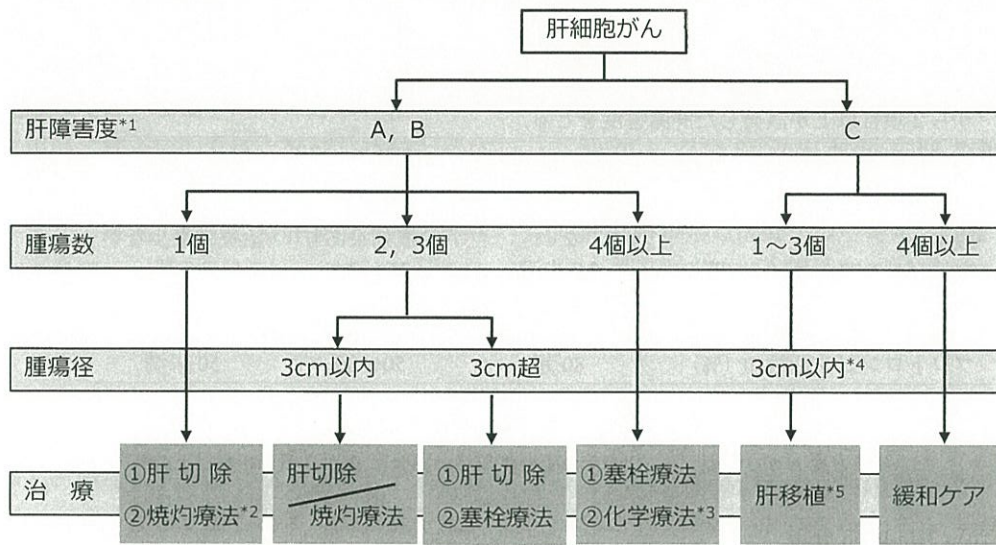 肝細胞がん
肝障害度*1 A，B C
腫瘍数 1個 2，3個 4個以上 1～3個 4個以上
腫瘍径 3cm以内 3cm超 3cm以内*4
治　療
①肝 切 除
②焼灼療法*2
肝切除
焼灼療法
①肝 切 除
②塞栓療法
①塞栓療法
②化学療法*3
肝移植*5
緩和ケア